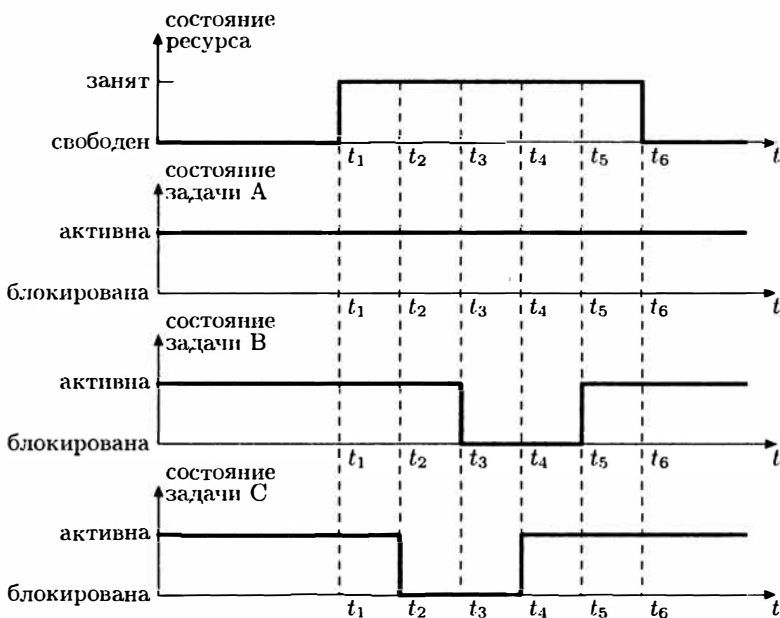 состояние
ресурса
занят
свободен
t1 t2 t3 t4 t5 t6 t
состояние
задачи A
активна
блокирована
t1 t2 t3 t4 t5 t6 t
состояние
задачи B
активна
блокирована
t1 t2 t3 t4 t5 t6 t
состояние
задачи C
активна
блокирована
t1 t2 t3 t4 t5 t6 t